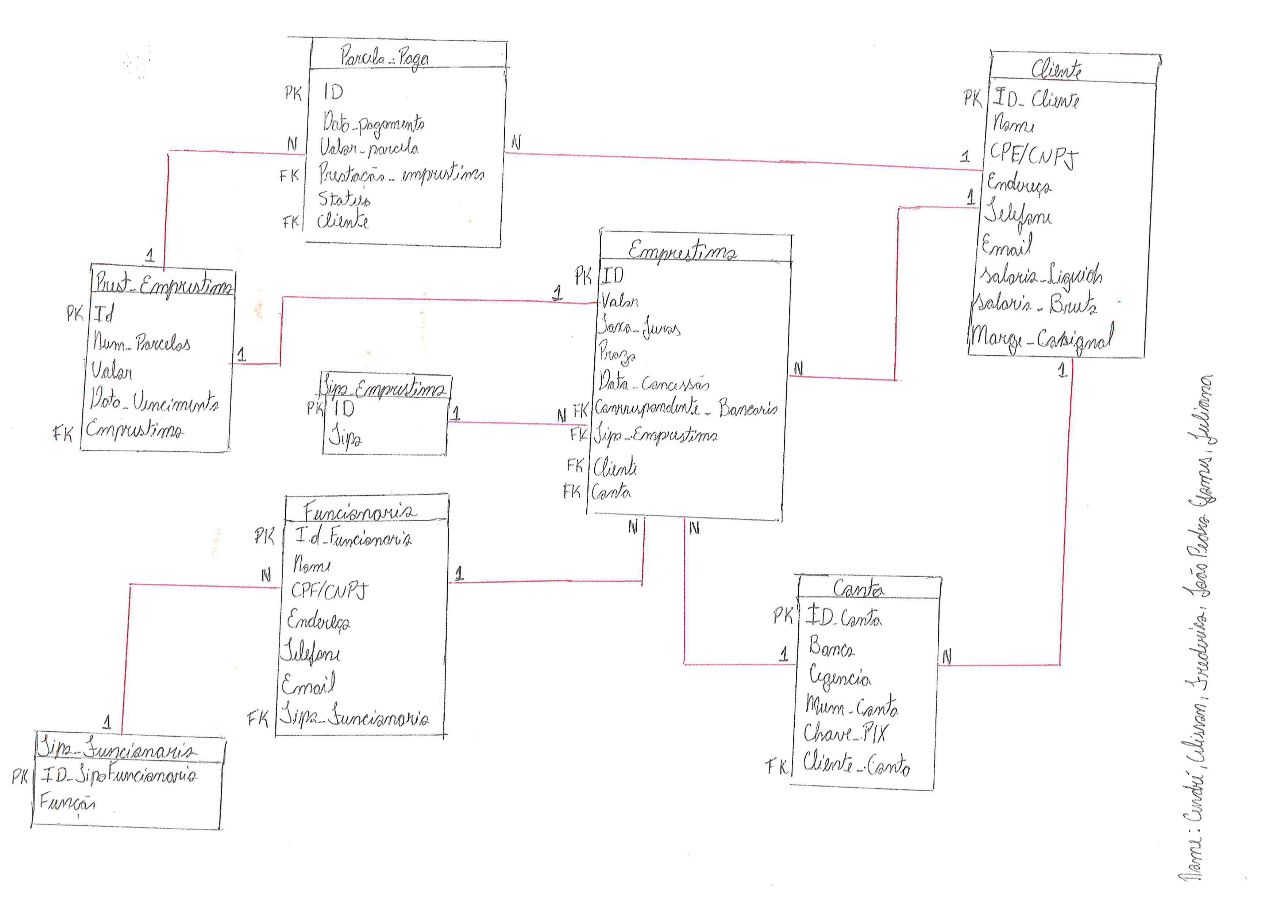 Parcela_Paga
PK ID
Data_pagamento
Valor_parcela
FK Prestação_emprestimo
Status
FK Cliente
N
N
1
1
Cliente
PK ID_Cliente
Nome
CPF/CNPJ
Endereço
Telefone
Email
Salario_Liquido
Salario_Bruto
1
1
Prest_Emprestimo
PK Id
Num_Parcelas
Valor
Data_Vencimento
FK Emprestimo
1
1
Emprestimo
PK ID
Valor
Taxa_Juros
Prazo
Data_Concessão
FK Correspondente_Bancario
FK Tipo_Emprestimo
FK Cliente
FK Conta
N
N
N
N
Tipo_Emprestimo
PK ID
Tipo
1
Funcionario
PK Id_Funcionario
Nome
CPF/CNPJ
Endereço
Telefone
Email
FK Tipo_Funcionario
N
1
Tipo_Funcionario
PK ID_TipoFuncionario
Função
1
Conta
PK ID_Conta
Banco
Agencia
Num_Conta
Chave_PIX
FK Cliente_Conta
1
N
Nome: André, Alisson, Frederico, João Pedro Gomes, Juliana